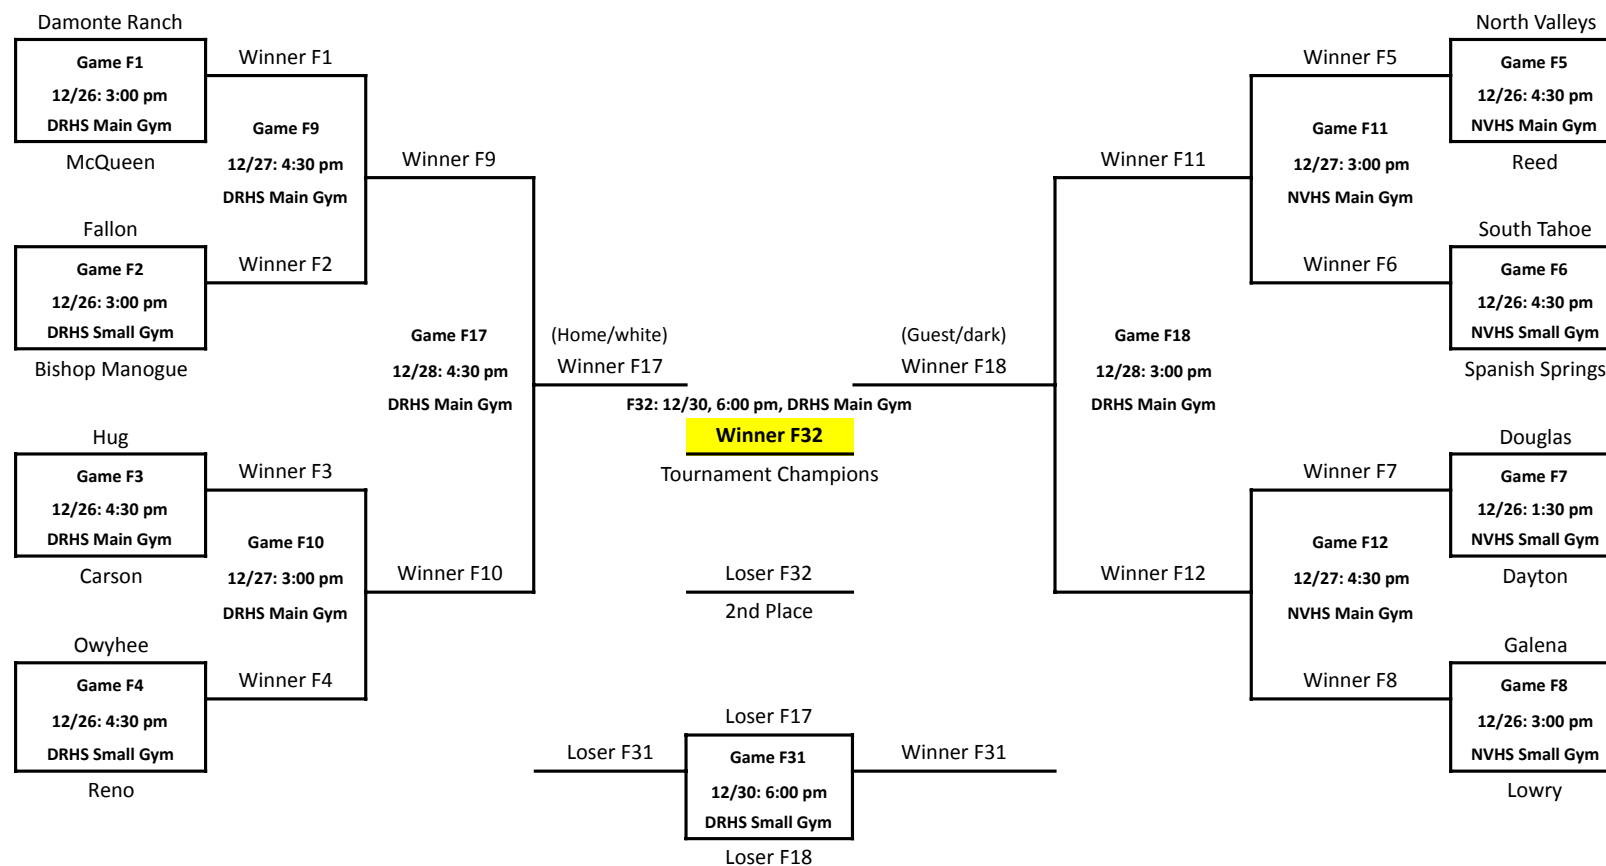 Damonte Ranch
Game F1
12/26: 3:00 pm
DRHS Main Gym
McQueen
Winner F1
Game F9
12/27: 4:30 pm
DRHS Main Gym
Fallon
Game F2
12/26: 3:00 pm
DRHS Small Gym
Bishop Manogue
Winner F2
Winner F9
Game F17
12/28: 4:30 pm
DRHS Main Gym
Hug
Game F3
12/26: 4:30 pm
DRHS Main Gym
Carson
Winner F3
Game F10
12/27: 3:00 pm
DRHS Main Gym
Owyhee
Game F4
12/26: 4:30 pm
DRHS Small Gym
Reno
Winner F4
Winner F10
(Home/white)
Winner F17
(Guest/dark)
Winner F18
F32: 12/30, 6:00 pm, DRHS Main Gym
Winner F32
Tournament Champions
Loser F32
2nd Place
Loser F17
Game F31
12/30: 6:00 pm
DRHS Small Gym
Loser F18
Loser F31
Winner F31
Winner F11
Game F18
12/28: 3:00 pm
DRHS Main Gym
Winner F12
Winner F5
Game F11
12/27: 3:00 pm
NVHS Main Gym
Winner F6
North Valleys
Game F5
12/26: 4:30 pm
NVHS Main Gym
Reed
South Tahoe
Game F6
12/26: 4:30 pm
NVHS Small Gym
Spanish Springs
Winner F7
Game F12
12/27: 4:30 pm
NVHS Main Gym
Winner F8
Douglas
Game F7
12/26: 1:30 pm
NVHS Small Gym
Dayton
Galena
Game F8
12/26: 3:00 pm
NVHS Small Gym
Lowry